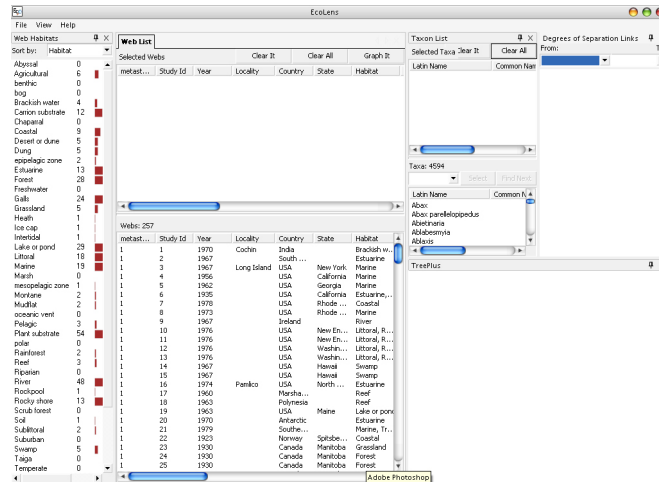 EcoLens
File View Help
Web Habitats
Sort by: Habitat
Abyssal 0
Agricultural 6
benthic 0
bog 0
Brackish water 4
Carrion substrate 12
Chaparral 0
Coastal 9
Desert or dune 5
Dung 5
epipelagic zone 2
Estuarine 13
Forest 28
Freshwater 0
Galls 24
Grassland 5
Heath 1
Ice cap 1
Intertidal 1
Lake or pond 29
Littoral 18
Marine 19
Marsh 0
mesopelagic zone 1
Montane 2
Mudflat 2
oceanic vent 0
Pelagic 3
Plant substrate 54
polar 0
Rainforest 2
Reef 3
Riparian 0
River 48
Rockpool 1
Rocky shore 13
Scrub forest 0
Soil 1
Sublittoral 2
Suburban 0
Swamp 5
Taiga 0
Temperate 0
Web List
Selected Webs Clear It Clear All Graph It
metast... Study Id Year Locality Country State Habitat
Webs: 257
metast... Study Id Year Locality Country State Habitat
1 1 1970 Cochin India Brackish w...
1 2 1967 South ... Estuarine
1 3 1967 Long Island USA New York Marine
1 4 1956 USA California Marine
1 5 1962 USA Georgia Marine
1 6 1935 USA California Estuarine,...
1 7 1978 USA Rhode ... Coastal
1 8 1973 USA Rhode ... Marine
1 9 1967 Ireland River
1 10 1976 USA New En... Littoral, R...
1 11 1976 USA New En... Littoral, R...
1 12 1976 USA Washin... Littoral, R...
1 13 1976 USA Washin... Littoral, R...
1 14 1967 USA Hawaii Swamp
1 15 1967 USA Hawaii Swamp
1 16 1974 Pamlico USA North ... Estuarine
1 17 1960 Marsha... Reef
1 18 1963 Polynesia Reef
1 19 1963 USA Maine Lake or pond
1 20 1970 Antarctic Estuarine
1 21 1979 Southe... Marine, Tr...
1 22 1923 Norway Spitsbe... Coastal
1 23 1930 Canada Manitoba Grassland
1 24 1930 Canada Manitoba Forest
1 25 1930 Canada Manitoba Forest
Adobe Photoshop
Taxon List
Selected Taxa Clear It Clear All
Latin Name Common Nam
Taxa: 4594
Select Find Next
Latin Name Common N
Abax
Abax parellelopipedus
Abietinaria
Ablabesmyia
Ablaxis
TreePlus
Degrees of Separation Links
From: T